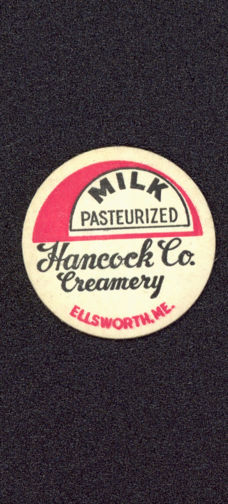 MILK
PASTEURIZED
Hancock Co.
Creamery
ELLSWORTH, ME.